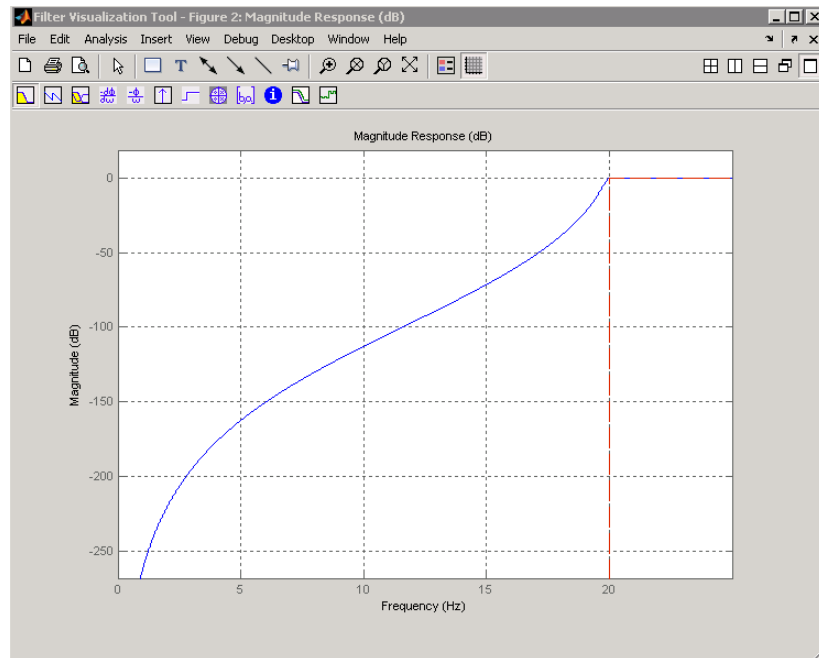 Filter Visualization Tool - Figure 2: Magnitude Response (dB)
File Edit Analysis Insert View Debug Desktop Window Help
Magnitude Response (dB)
Magnitude (dB)
0
-50
-100
-150
-200
-250
0 5 10 15 20
Frequency (Hz)